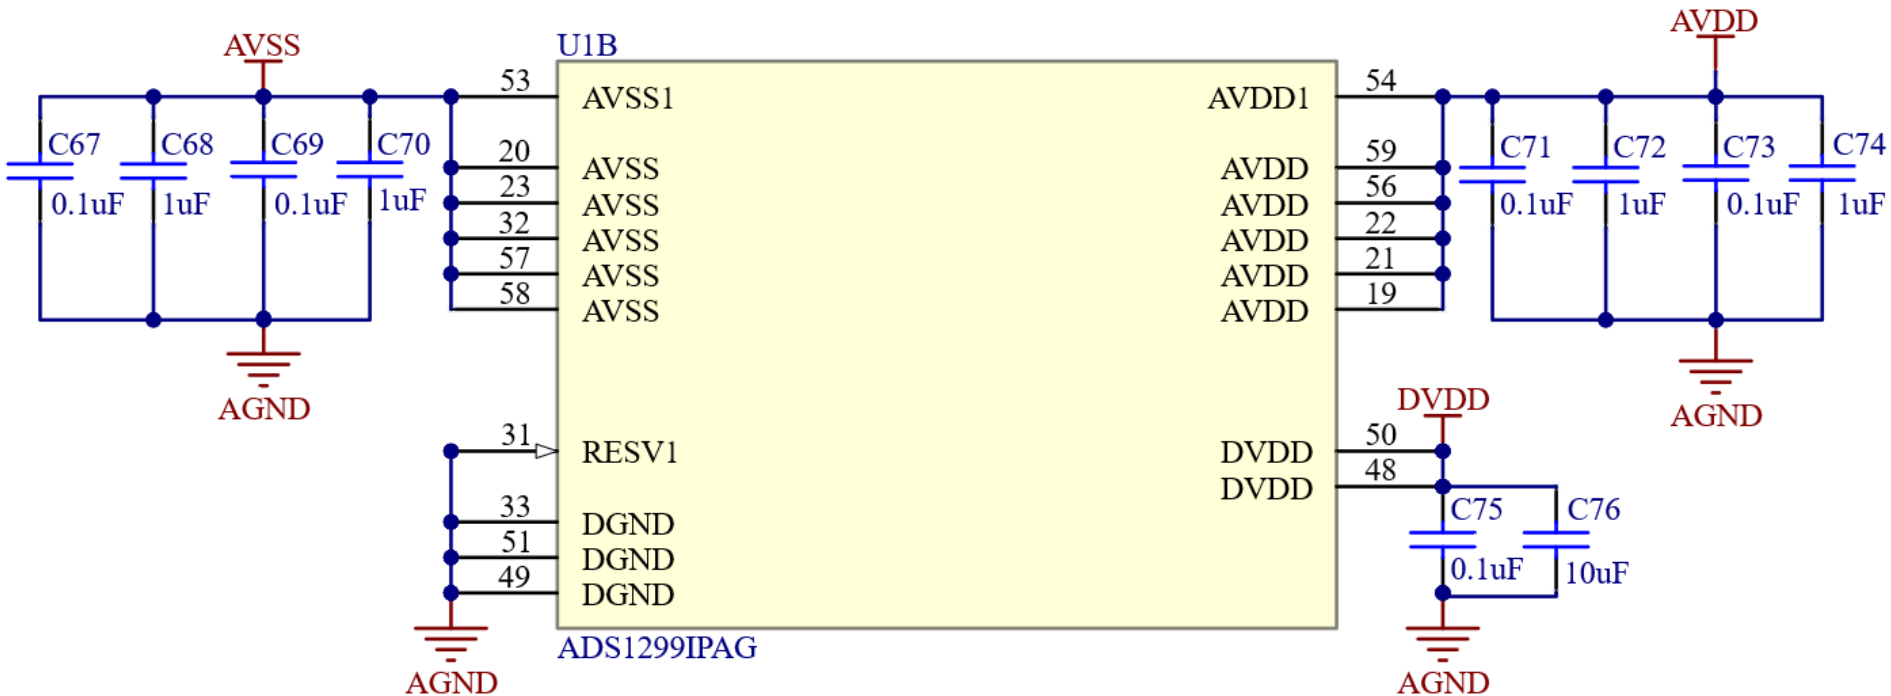 AVDD
AVSS
U1B
53
54
AVSS1
AVDD1
C67
C68
C69
C70
C71
C72
C73
C74
20
59
AVSS
AVDD
23
56
0.1uF
1uF
0.1uF
1uF
AVSS
AVDD
0.1uF
1uF
0.1uF
1uF
32
22
AVSS
AVDD
57
21
AVSS
AVDD
58
19
AVSS
AVDD
AGND
AGND
DVDD
31
50
RESV1
DVDD
48
DVDD
33
C75
C76
DGND
51
DGND
0.1uF
10uF
49
DGND
ADS1299IPAG
AGND
AGND